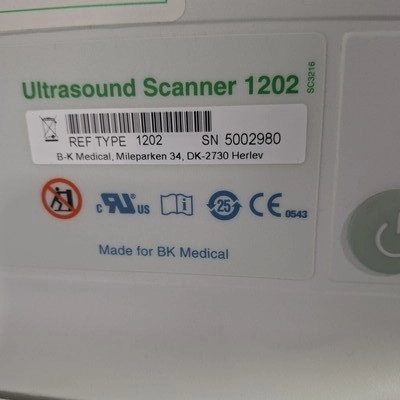 Ultrasound Scanner 1202
SC3216
REF TYPE 1202 SN 5002980
B-K Medical, Mileparken 34, DK-2730 Herlev
c RU US 25 CE 0543
Made for BK Medical